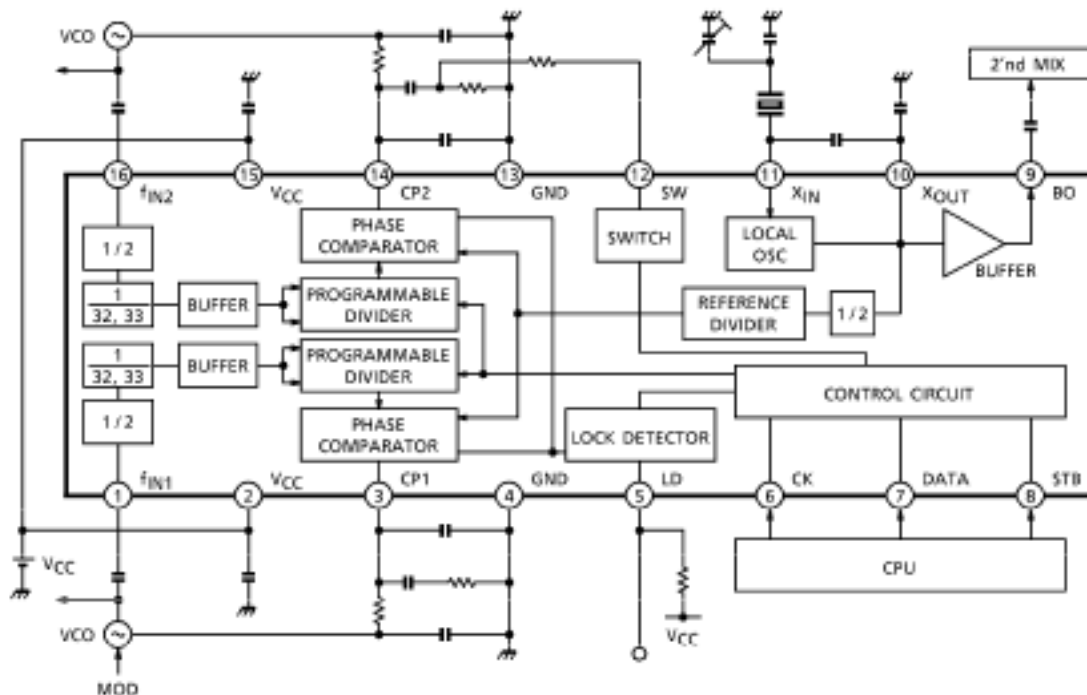 VCO
2'nd MIX
16 15 14 13 12 11 10 9
fIN2 VCC CP2 GND SW XIN XOUT BO
PHASE
COMPARATOR
SWITCH
LOCAL
OSC
BUFFER
1/2
1
32, 33
BUFFER
PROGRAMMABLE
DIVIDER
REFERENCE
DIVIDER
1/2
1
32, 33
BUFFER
PROGRAMMABLE
DIVIDER
CONTROL CIRCUIT
1/2
PHASE
COMPARATOR
LOCK DETECTOR
fIN1 VCC CP1 GND LD CK DATA STB
1 2 3 4 5 6 7 8
VCC
CPU
VCO
VCC
MOD